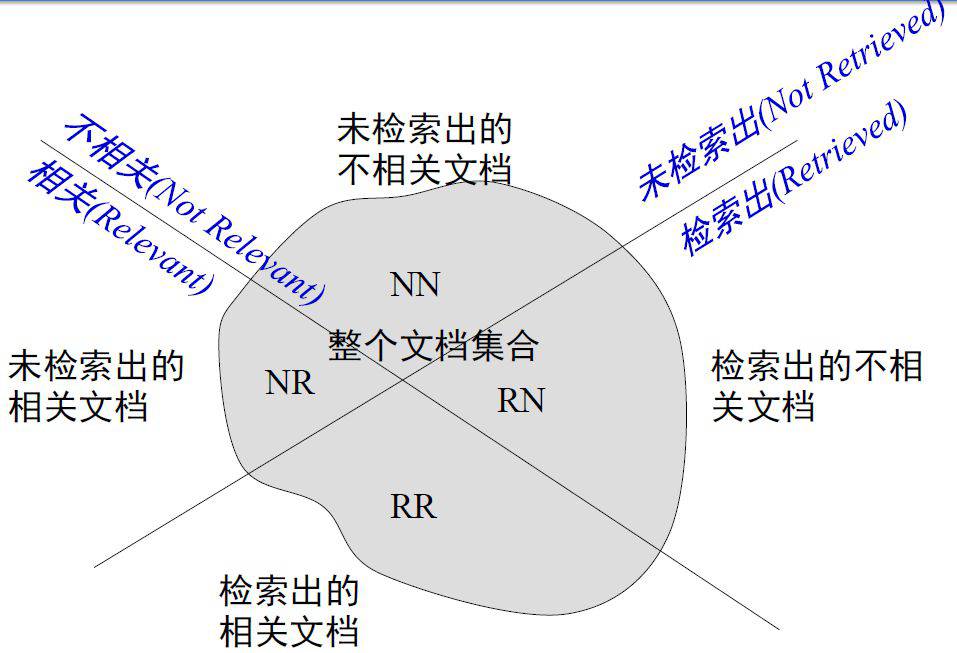 未检索出(Not Retrieved)
检索出(Retrieved)
不相关(Not Relevant)
相关(Relevant)
未检索出的
不相关文档
NN
整个文档集合
未检索出的
相关文档
NR
RN
检索出的不相
关文档
RR
检索出的
相关文档